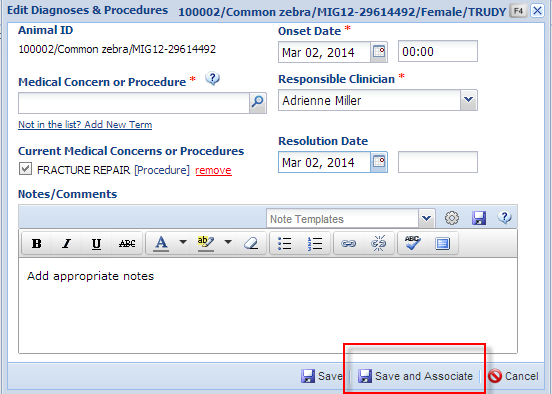 Edit Diagnoses & Procedures 100002/Common zebra/MIG12-29614492/Female/TRUDY F4
Animal ID
100002/Common zebra/MIG12-29614492
Onset Date *
Mar 02, 2014 00:00
Medical Concern or Procedure * ?
Not in the list? Add New Term
Responsible Clinician *
Adrienne Miller
Current Medical Concerns or Procedures
FRACTURE REPAIR [Procedure] remove
Resolution Date
Mar 02, 2014
Notes/Comments
Note Templates ?
B I U ABC A ab ABC
Add appropriate notes
Save Save and Associate Cancel